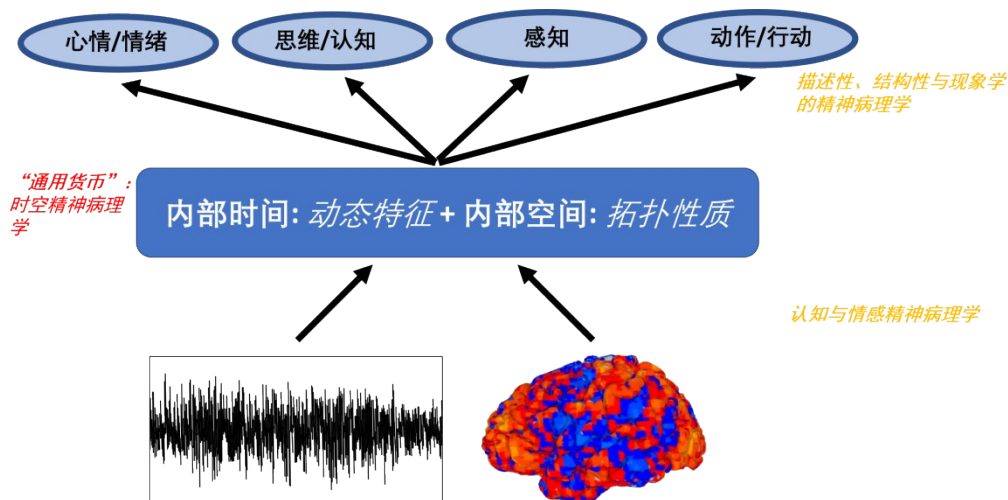 心情/情绪
思维/认知
感知
动作/行动
描述性、结构性与现象学
的精神病理学
“通用货币”：
时空精神病理
学
内部时间: 动态特征 + 内部空间: 拓扑性质
认知与情感精神病理学